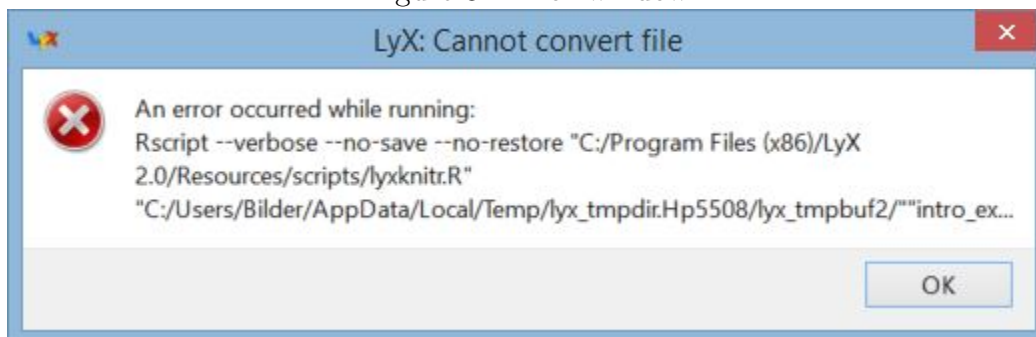 LyX: Cannot convert file
An error occurred while running:
Rscript --verbose --no-save --no-restore "C:/Program Files (x86)/LyX
2.0/Resources/scripts/lyxknitr.R"
"C:/Users/Bilder/AppData/Local/Temp/lyx_tmpdir.Hp5508/lyx_tmpbuf2/""intro_ex...
OK